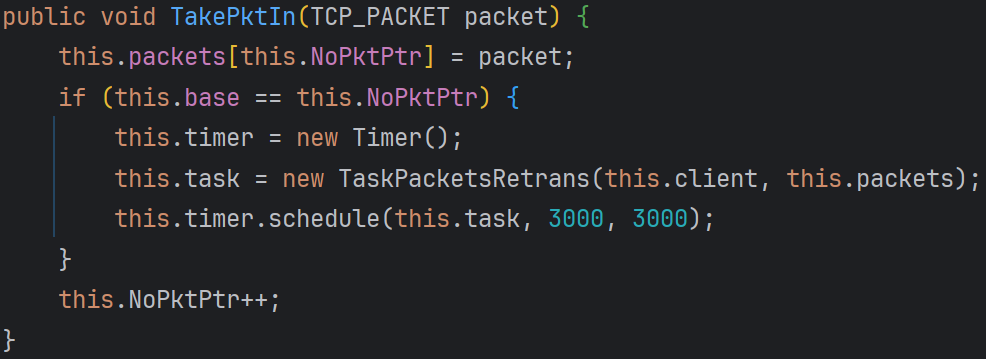 public void TakePktIn(TCP_PACKET packet) {
    this.packets[this.NoPktPtr] = packet;
    if (this.base == this.NoPktPtr) {
        this.timer = new Timer();
        this.task = new TaskPacketsRetrans(this.client, this.packets);
        this.timer.schedule(this.task, 3000, 3000);
    }
    this.NoPktPtr++;
}